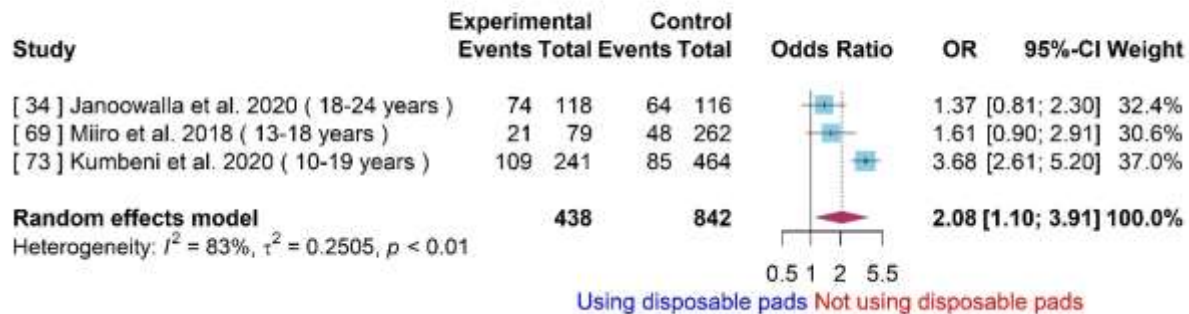 Experimental Control
Study Events Total Events Total Odds Ratio OR 95%-CI Weight
[ 34 ] Janoowalla et al. 2020 ( 18-24 years ) 74 118 64 116 1.37 [0.81; 2.30] 32.4%
[ 69 ] Miiro et al. 2018 ( 13-18 years ) 21 79 48 262 1.61 [0.90; 2.91] 30.6%
[ 73 ] Kumbeni et al. 2020 ( 10-19 years ) 109 241 85 464 3.68 [2.61; 5.20] 37.0%
Random effects model 438 842 2.08 [1.10; 3.91] 100.0%
Heterogeneity: I² = 83%, τ² = 0.2505, p < 0.01
0.5 1 2 5.5
Using disposable pads Not using disposable pads